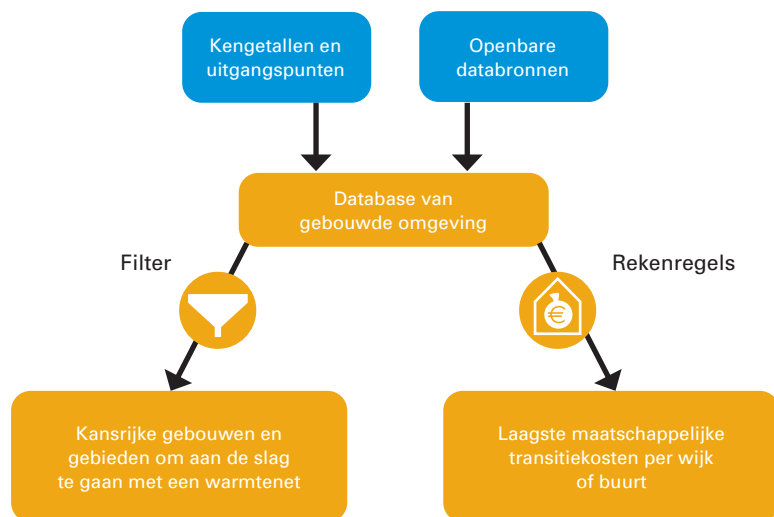 Kengetallen en
uitgangspunten
Openbare
databronnen
Database van
gebouwde omgeving
Filter
Rekenregels
€
Kansrijke gebouwen en
gebieden om aan de slag
te gaan met een warmtenet
Laagste maatschappelijke
transitiekosten per wijk
of buurt